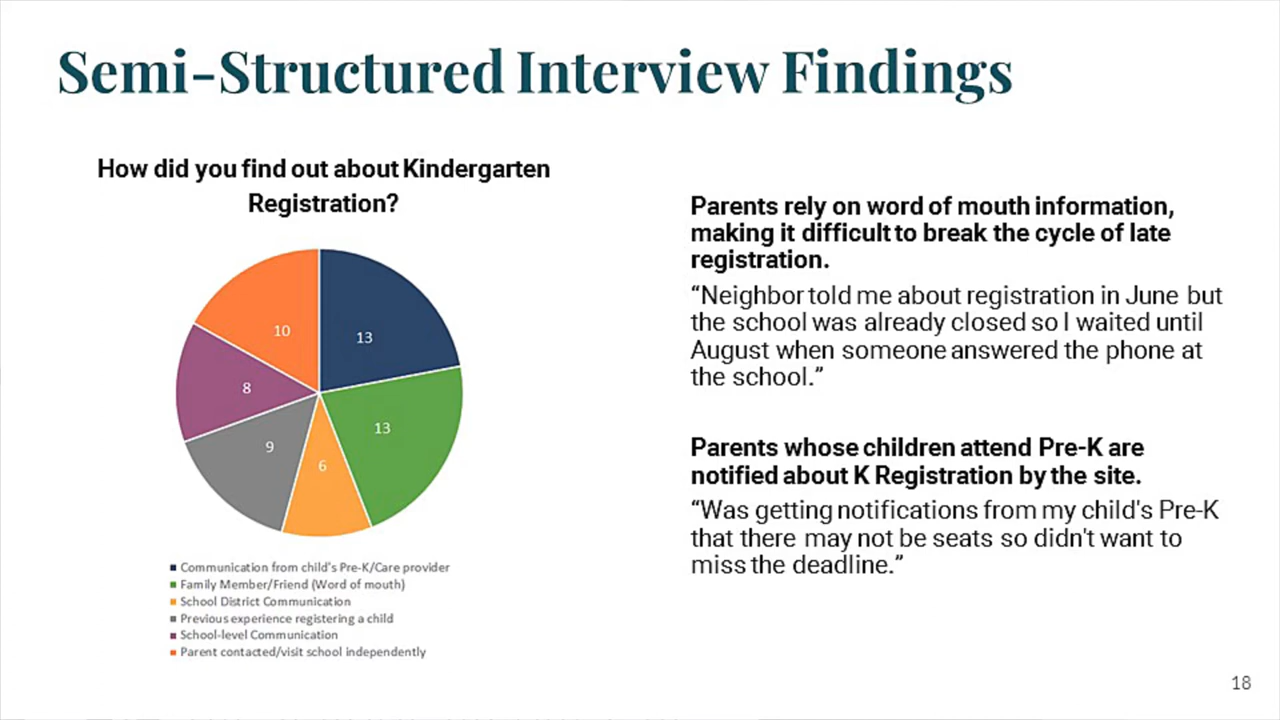 Semi-Structured Interview Findings
How did you find out about Kindergarten
Registration?
10
13
8
13
9
6
Communication from child's Pre-K/Care provider
Family Member/Friend (Word of mouth)
School District Communication
Previous experience registering a child
School-level Communication
Parent contacted/visit school independently
Parents rely on word of mouth information,
making it difficult to break the cycle of late
registration.
“Neighbor told me about registration in June but
the school was already closed so I waited until
August when someone answered the phone at
the school.”
Parents whose children attend Pre-K are
notified about K Registration by the site.
“Was getting notifications from my child's Pre-K
that there may not be seats so didn't want to
miss the deadline.”
18